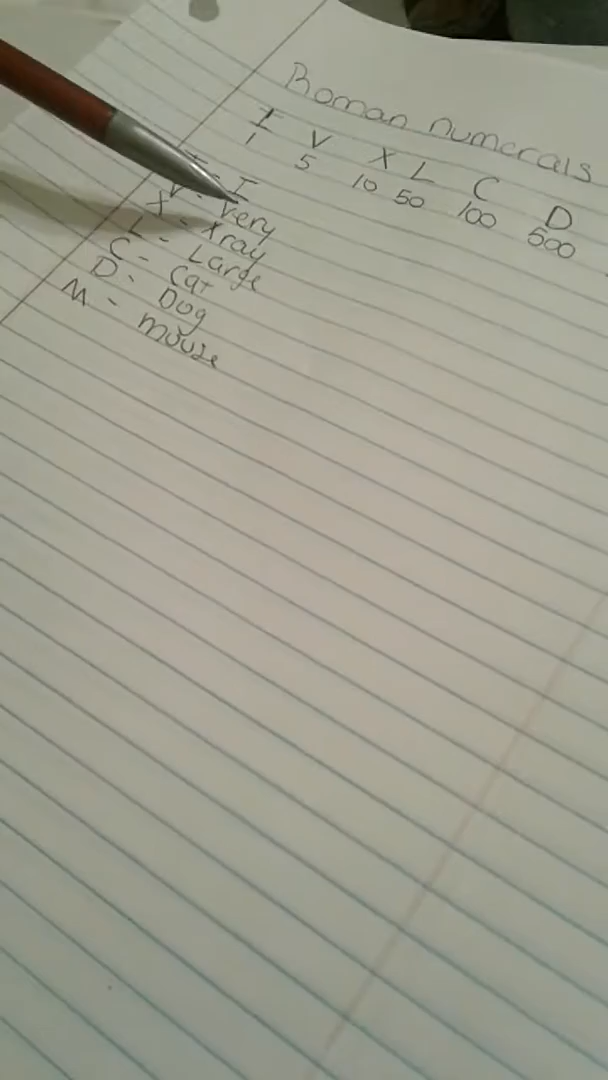 Roman numerals
I V X L C D
1 5 10 50 100 500
I - I
V - Very
X - Xray
L - Large
C - Cat
D - Dog
M - mouse